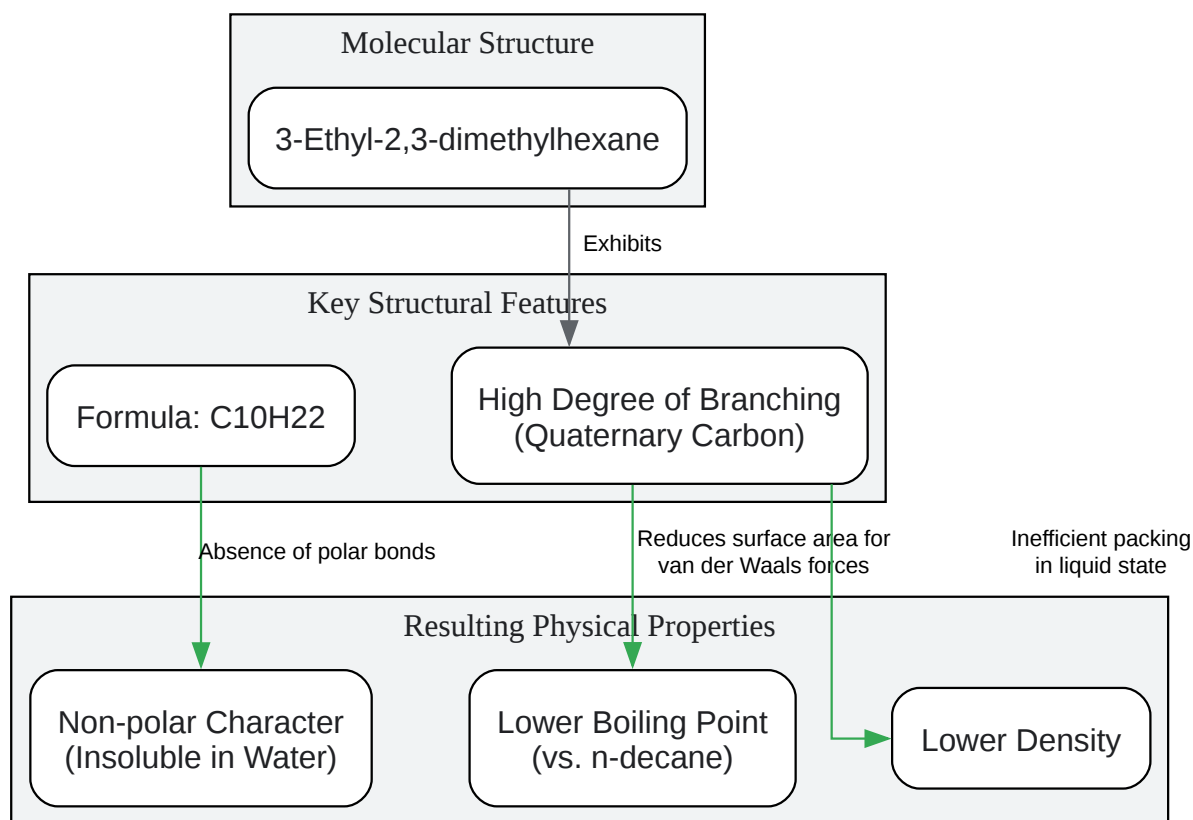 Molecular Structure
3-Ethyl-2,3-dimethylhexane
Exhibits
Key Structural Features
Formula: C10H22
High Degree of Branching
(Quaternary Carbon)
Absence of polar bonds
Reduces surface area for
van der Waals forces
Inefficient packing
in liquid state
Resulting Physical Properties
Non-polar Character
(Insoluble in Water)
Lower Boiling Point
(vs. n-decane)
Lower Density